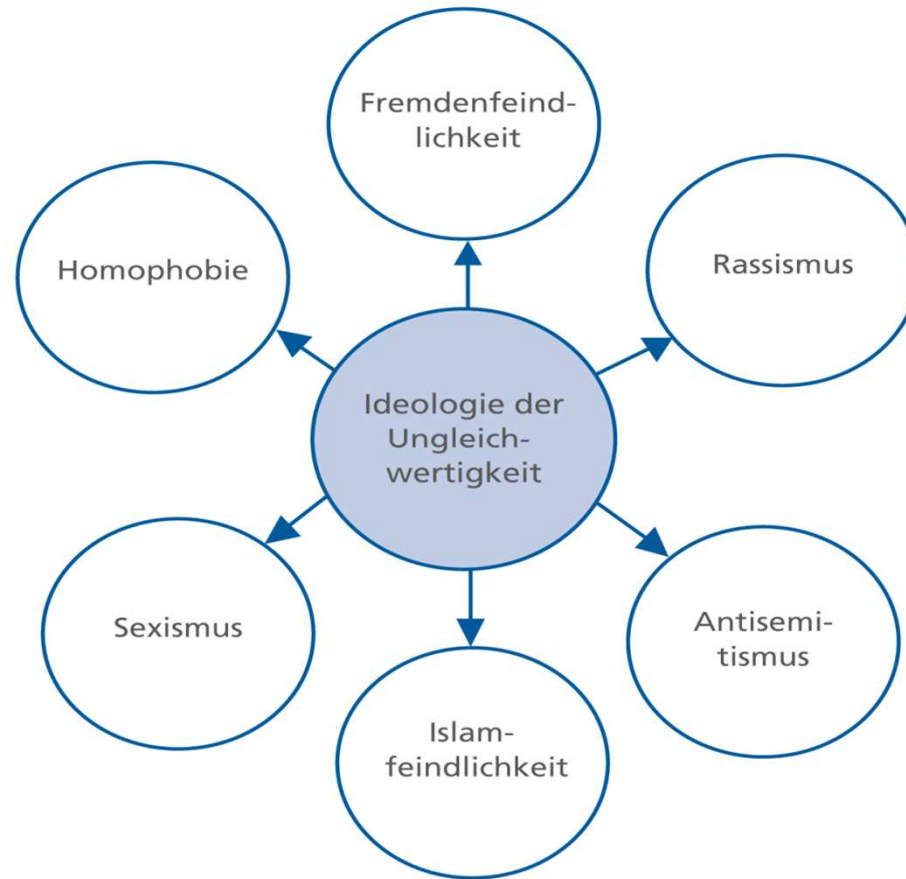 Fremdenfeind-
lichkeit
Homophobie
Rassismus
Ideologie der
Ungleich-
wertigkeit
Sexismus
Antisemi-
tismus
Islam-
feindlichkeit